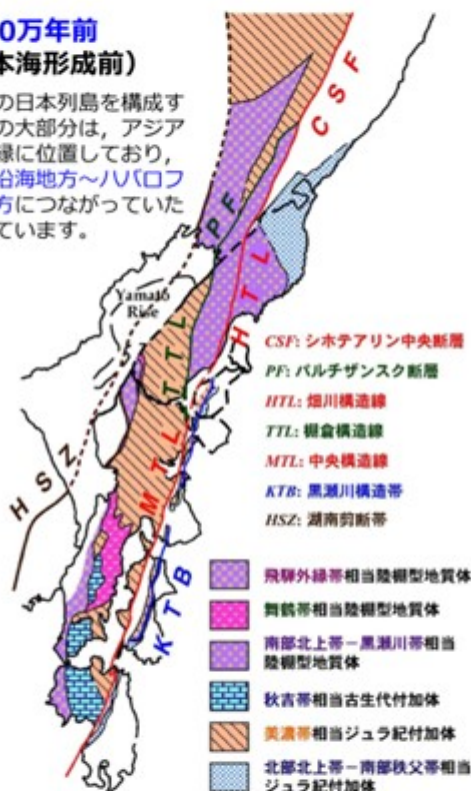 0万年前
本海形成前）
の日本列島を構成す
の大部分は，アジア
縁に位置しており，
沿海地方～ハバロフ
方につながっていた
ています。
CSF
PF
HTL
Yamato
Rise
TTL
MTL
HSZ
KTB
CSF: シホテアリン中央断層
PF: パルチザンスク断層
HTL: 畑川構造線
TTL: 棚倉構造線
MTL: 中央構造線
KTB: 黒瀬川構造帯
HSZ: 湖南剪断帯
飛騨外縁帯相当陸棚型地質体
舞鶴帯相当陸棚型地質体
南部北上帯－黒瀬川帯相当
陸棚型地質体
秋吉帯相当古生代付加体
美濃帯相当ジュラ紀付加体
北部北上帯－南部秩父帯相当
ジュラ紀付加体